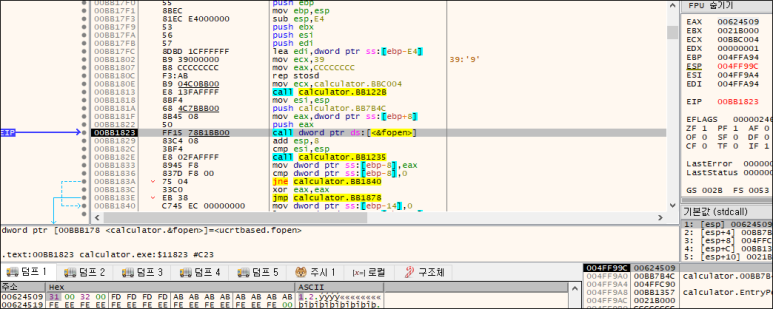 00BB17F0 55 push ebp
00BB17F1 8BEC mov ebp,esp
00BB17F3 81EC E4000000 sub esp,E4
00BB17F9 53 push ebx
00BB17FA 56 push esi
00BB17FB 57 push edi
00BB17FC 8DBD 1CFFFFFF lea edi,dword ptr ss:[ebp-E4]
00BB1802 B9 39000000 mov ecx,39 39:'9'
00BB1807 B8 CCCCCCCC mov eax,CCCCCCCC
00BB180C F3:AB rep stosd
00BB180E B9 04C0BB00 mov ecx,calculator.BBC004
00BB1813 E8 13FAFFFF call calculator.BB122B
00BB1818 8BF4 mov esi,esp
00BB181A 68 4C7BBB00 push calculator.BB7B4C
00BB181F 8B45 08 mov eax,dword ptr ss:[ebp+8]
00BB1822 50 push eax
EIP 00BB1823 FF15 78B1BB00 call dword ptr ds:[<&fopen>]
00BB1829 83C4 08 add esp,8
00BB182C 3BF4 cmp esi,esp
00BB182E E8 02FAFFFF call calculator.BB1235
00BB1833 8945 F8 mov dword ptr ss:[ebp-8],eax
00BB1836 837D F8 00 cmp dword ptr ss:[ebp-8],0
00BB183A 75 04 jne calculator.BB1840
00BB183C 33C0 xor eax,eax
00BB183E EB 38 jmp calculator.BB1878
00BB1840 C745 EC 00000000 mov dword ptr ss:[ebp-14],0
dword ptr [00BBB178 <calculator.&fopen>]=<ucrtbased.fopen>
.text:00BB1823 calculator.exe:$11823 #C23
FPU 숨기기
EAX 00624509
EBX 0021B000
ECX 00BBC004
EDX 00000001
EBP 004FFA94
ESP 004FF99C
ESI 004FF9A4
EDI 004FFA94
EIP 00BB1823
EFLAGS 00000246
ZF 1 PF 1 AF 0
OF 0 SF 0 DF 0
CF 0 TF 0 IF 1
LastError 000000
LastStatus
GS 002B FS 0053
기본값 (stdcall)
1: [esp] 00624509
2: [esp+4] 00BB7B
3: [esp+8] 004FFC
4: [esp+C] 00BB13
5: [esp+10] 0021B
덤프 1 덤프 2 덤프 3 덤프 4 덤프 5 주시 1 [x=] 로컬 구조체
주소 Hex ASCII
00624509 31 00 32 00 FD FD FD FD AB AB AB AB AB AB AB AB 1.2.ýýýý««««««««
00624519 FE EE FE EE FE EE FE EE FE EE FE EE FE EE FE 00 þîþîþîþîþîþîþîþ.
004FF99C 00624509
004FF9A0 00BB7B4C calculator.00BB7B
004FF9A4 004FFC90
004FF9A8 00BB1357 calculator.EntryPo
004FF9AC 0021B000